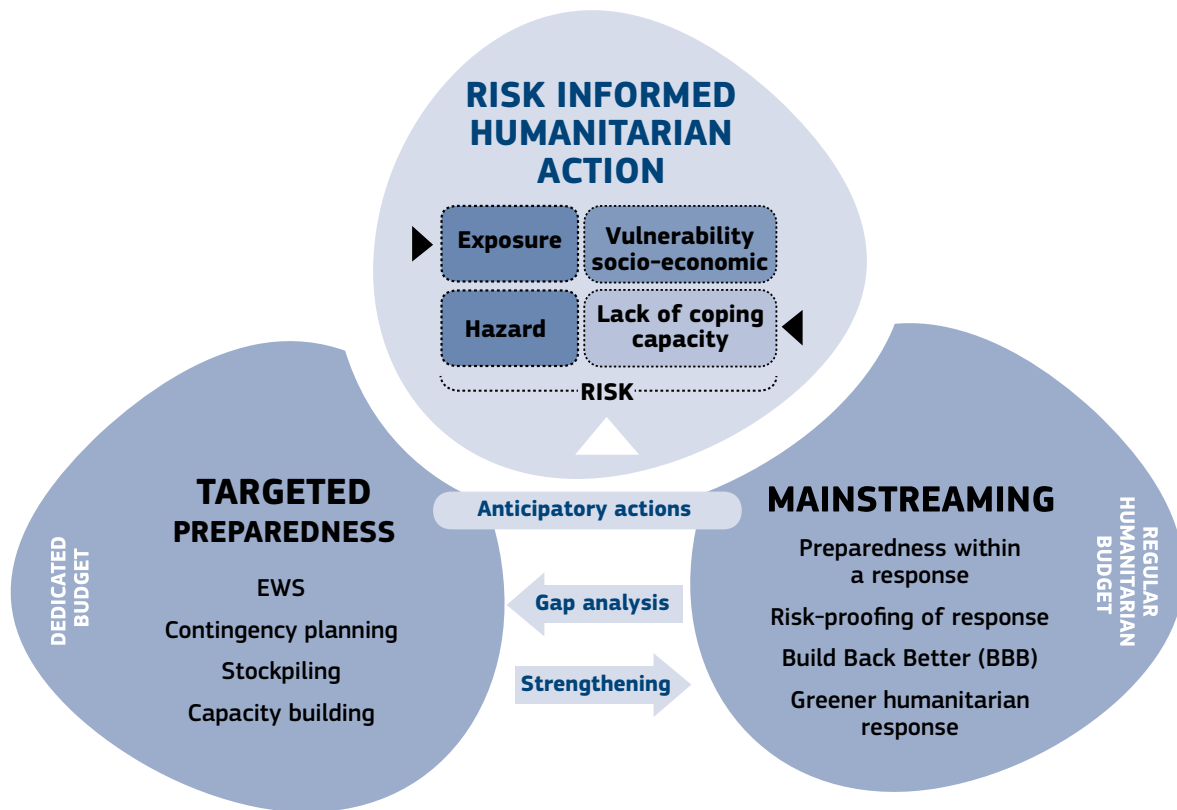 RISK INFORMED
HUMANITARIAN
ACTION
Exposure
Vulnerability
socio-economic
Hazard
Lack of coping
capacity
RISK
Anticipatory actions
TARGETED
PREPAREDNESS
EWS
Contingency planning
Stockpiling
Capacity building
DEDICATED
BUDGET
Gap analysis
Strengthening
MAINSTREAMING
Preparedness within
a response
Risk-proofing of response
Build Back Better (BBB)
Greener humanitarian
response
REGULAR
HUMANITARIAN
BUDGET